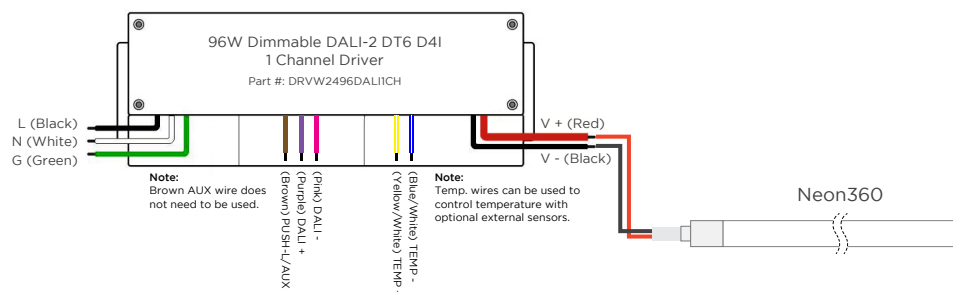 96W Dimmable DALI-2 DT6 D4I
1 Channel Driver
Part #: DRVW2496DALI1CH
L (Black)
N (White)
G (Green)
V + (Red)
V - (Black)
Note:
Brown AUX wire does
not need to be used.
(Brown) PUSH-L/AUX
(Purple) DALI +
(Pink) DALI -
(Yellow/White) TEMP -
(Blue/White) TEMP -
Note:
Temp. wires can be used to
control temperature with
optional external sensors.
Neon360